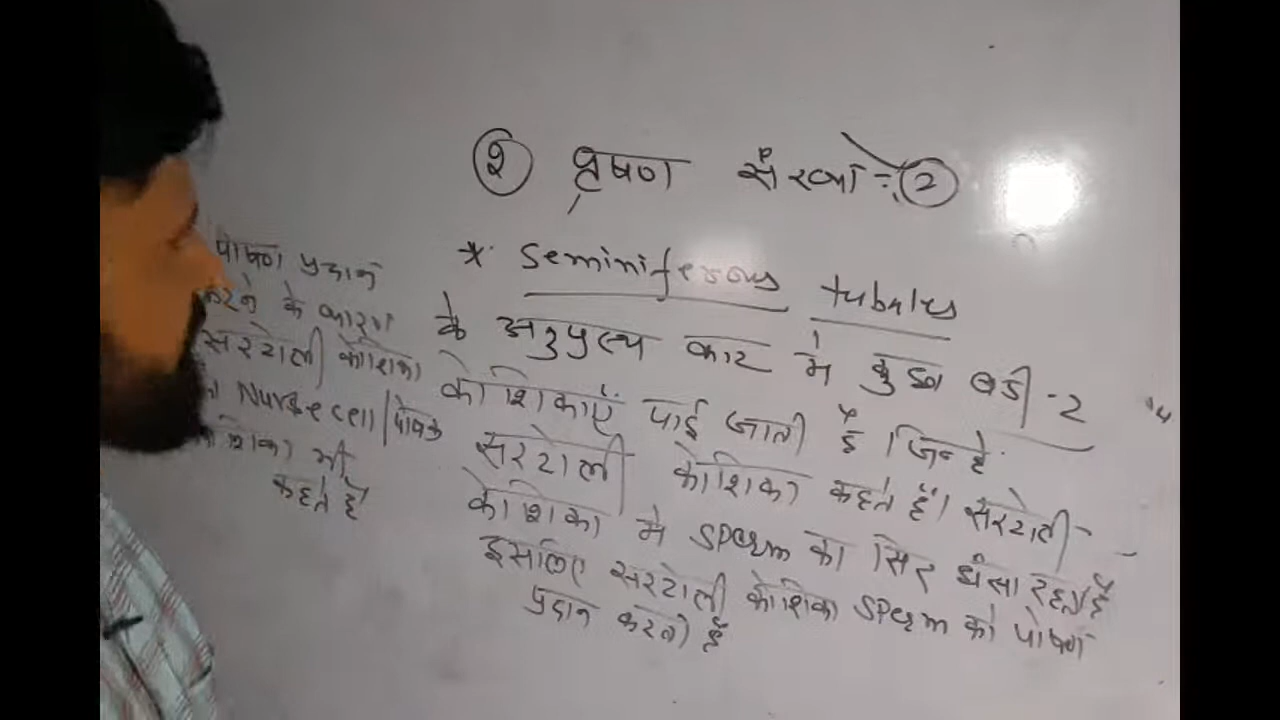 ② वृषण संख्या :- ②
* Seminiferous tubules
के अनुप्रस्थ काट मे कुछ बडी -2
कोशिकाएँ पाई जाती है जिन्हे
सरटोली कोशिका कहते हैं। सरटोली -
कोशिका मे sperm का सिर धंसा रहता है
इसलिए सरटोली कोशिका sperm को पोषण
प्रदान करती है
पोषण प्रदान
करने के कारण
सरटोली कोशिका
Nurse cell/पोषक
कोशिका भी
कहते हैं